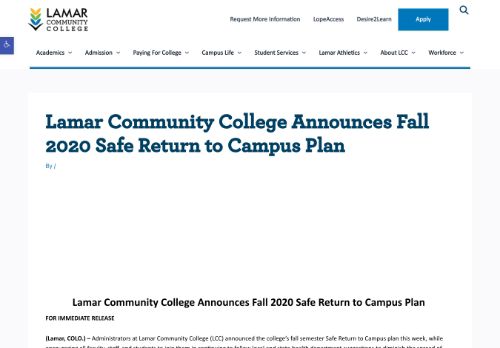 LAMAR
COMMUNITY
COLLEGE
Request More Information LopeAccess Desire2Learn Apply
Academics Admission Paying For College Campus Life Student Services Lamar Athletics About LCC Workforce
Lamar Community College Announces Fall
2020 Safe Return to Campus Plan
By /
Lamar Community College Announces Fall 2020 Safe Return to Campus Plan
FOR IMMEDIATE RELEASE
(Lamar, COLO.) – Administrators at Lamar Community College (LCC) announced the college's fall semester Safe Return to Campus plan this week, while